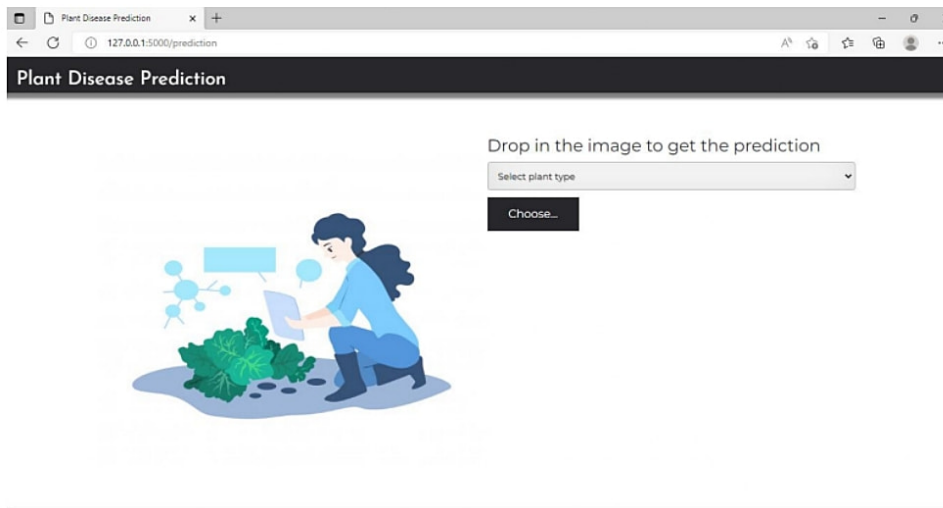 Plant Disease Prediction
127.0.0.1:5000/prediction
Plant Disease Prediction
Drop in the image to get the prediction
Select plant type
Choose...